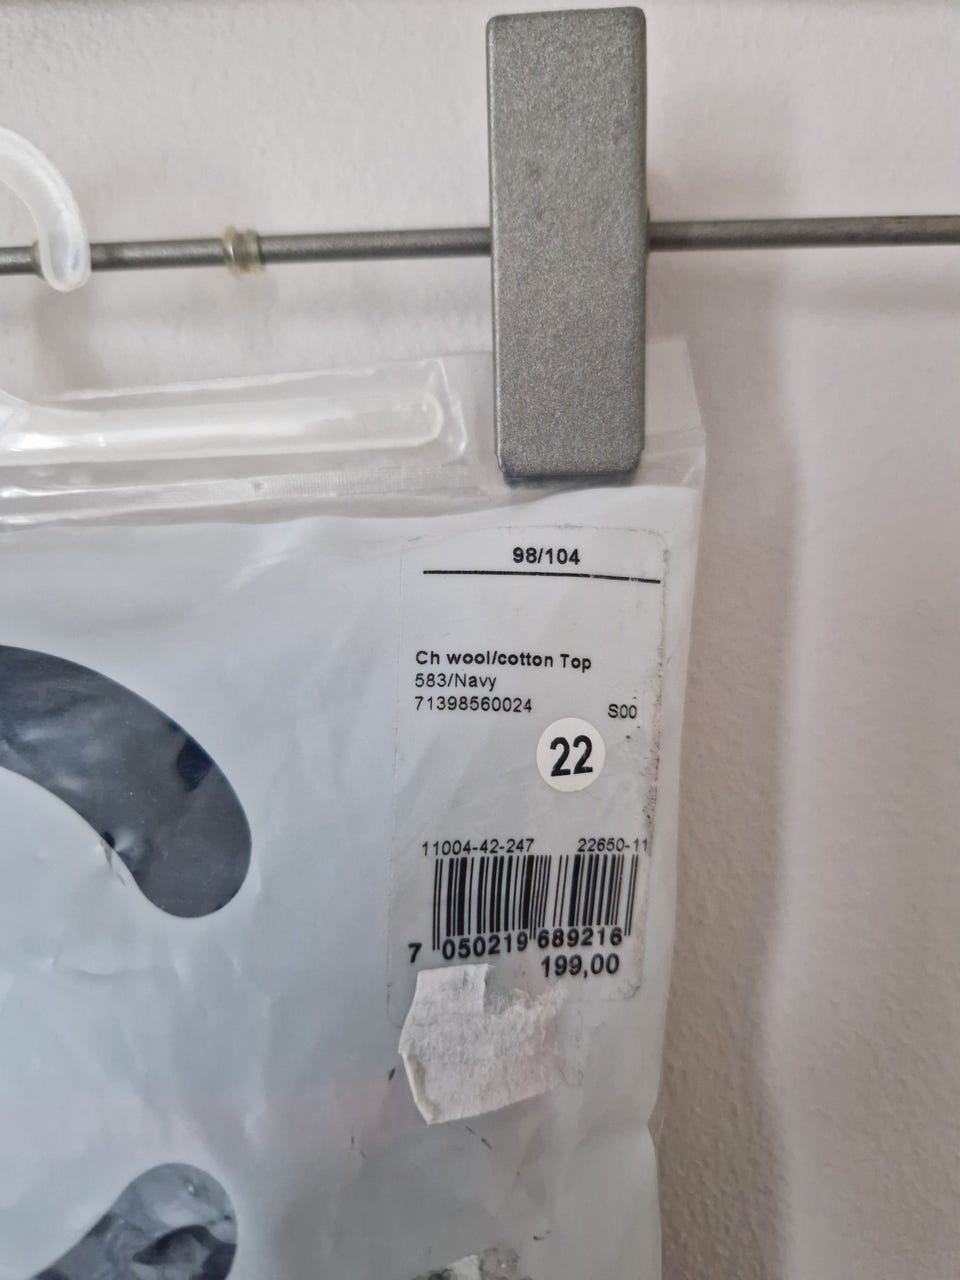 98/104
Ch wool/cotton Top
583/Navy
71398560024 S00
22
11004-42-247 22650-11
7 050219 689216
199,00